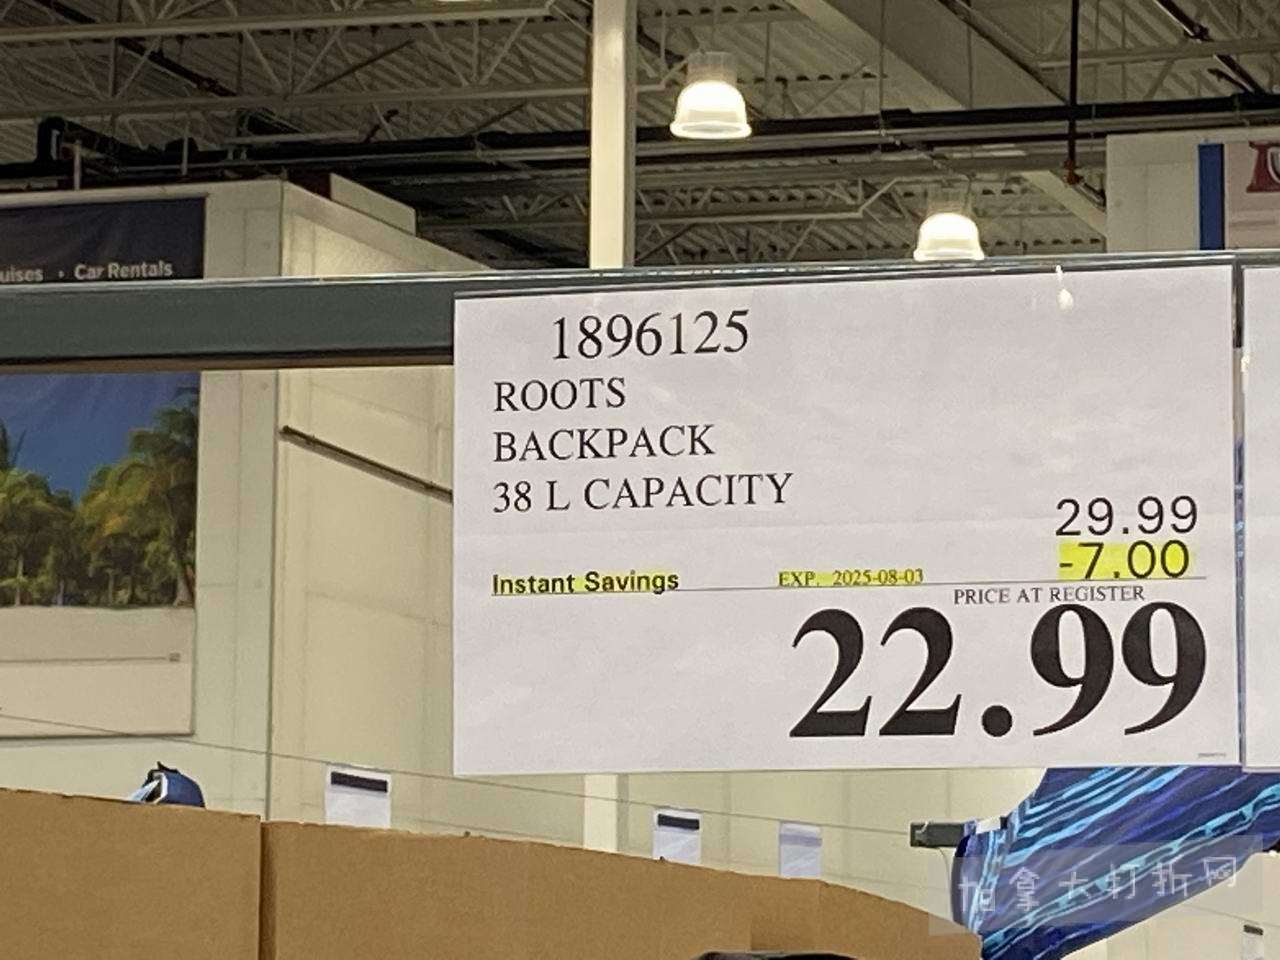 uises • Car Rentals
1896125
ROOTS
BACKPACK
38 L CAPACITY
29.99
-7.00
Instant Savings EXP. 2025-08-03
PRICE AT REGISTER
22.99
加拿大打折网